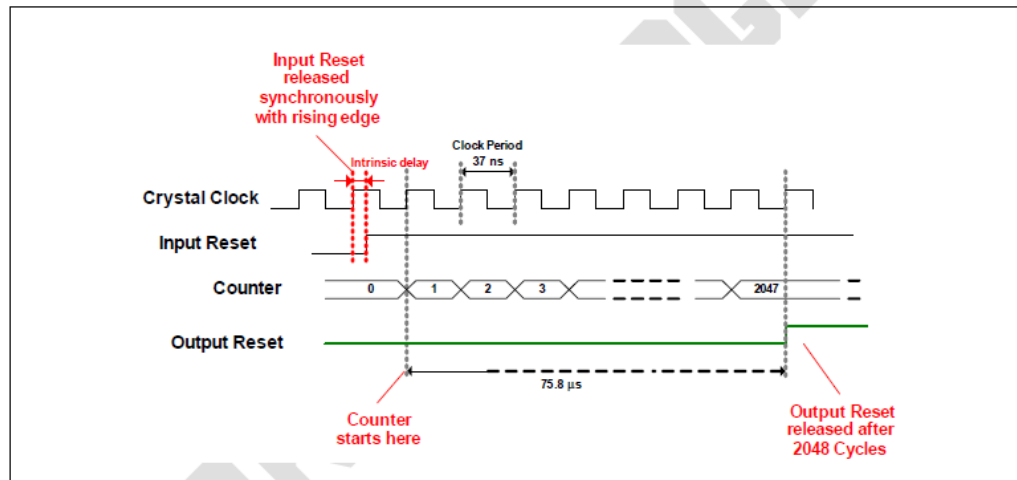 Input Reset
released
synchronously
with rising edge
Intrinsic delay
Clock Period
37 ns
Crystal Clock
Input Reset
Counter
0
1
2
3
2047
Output Reset
75.8 µs
Counter
starts here
Output Reset
released after
2048 Cycles